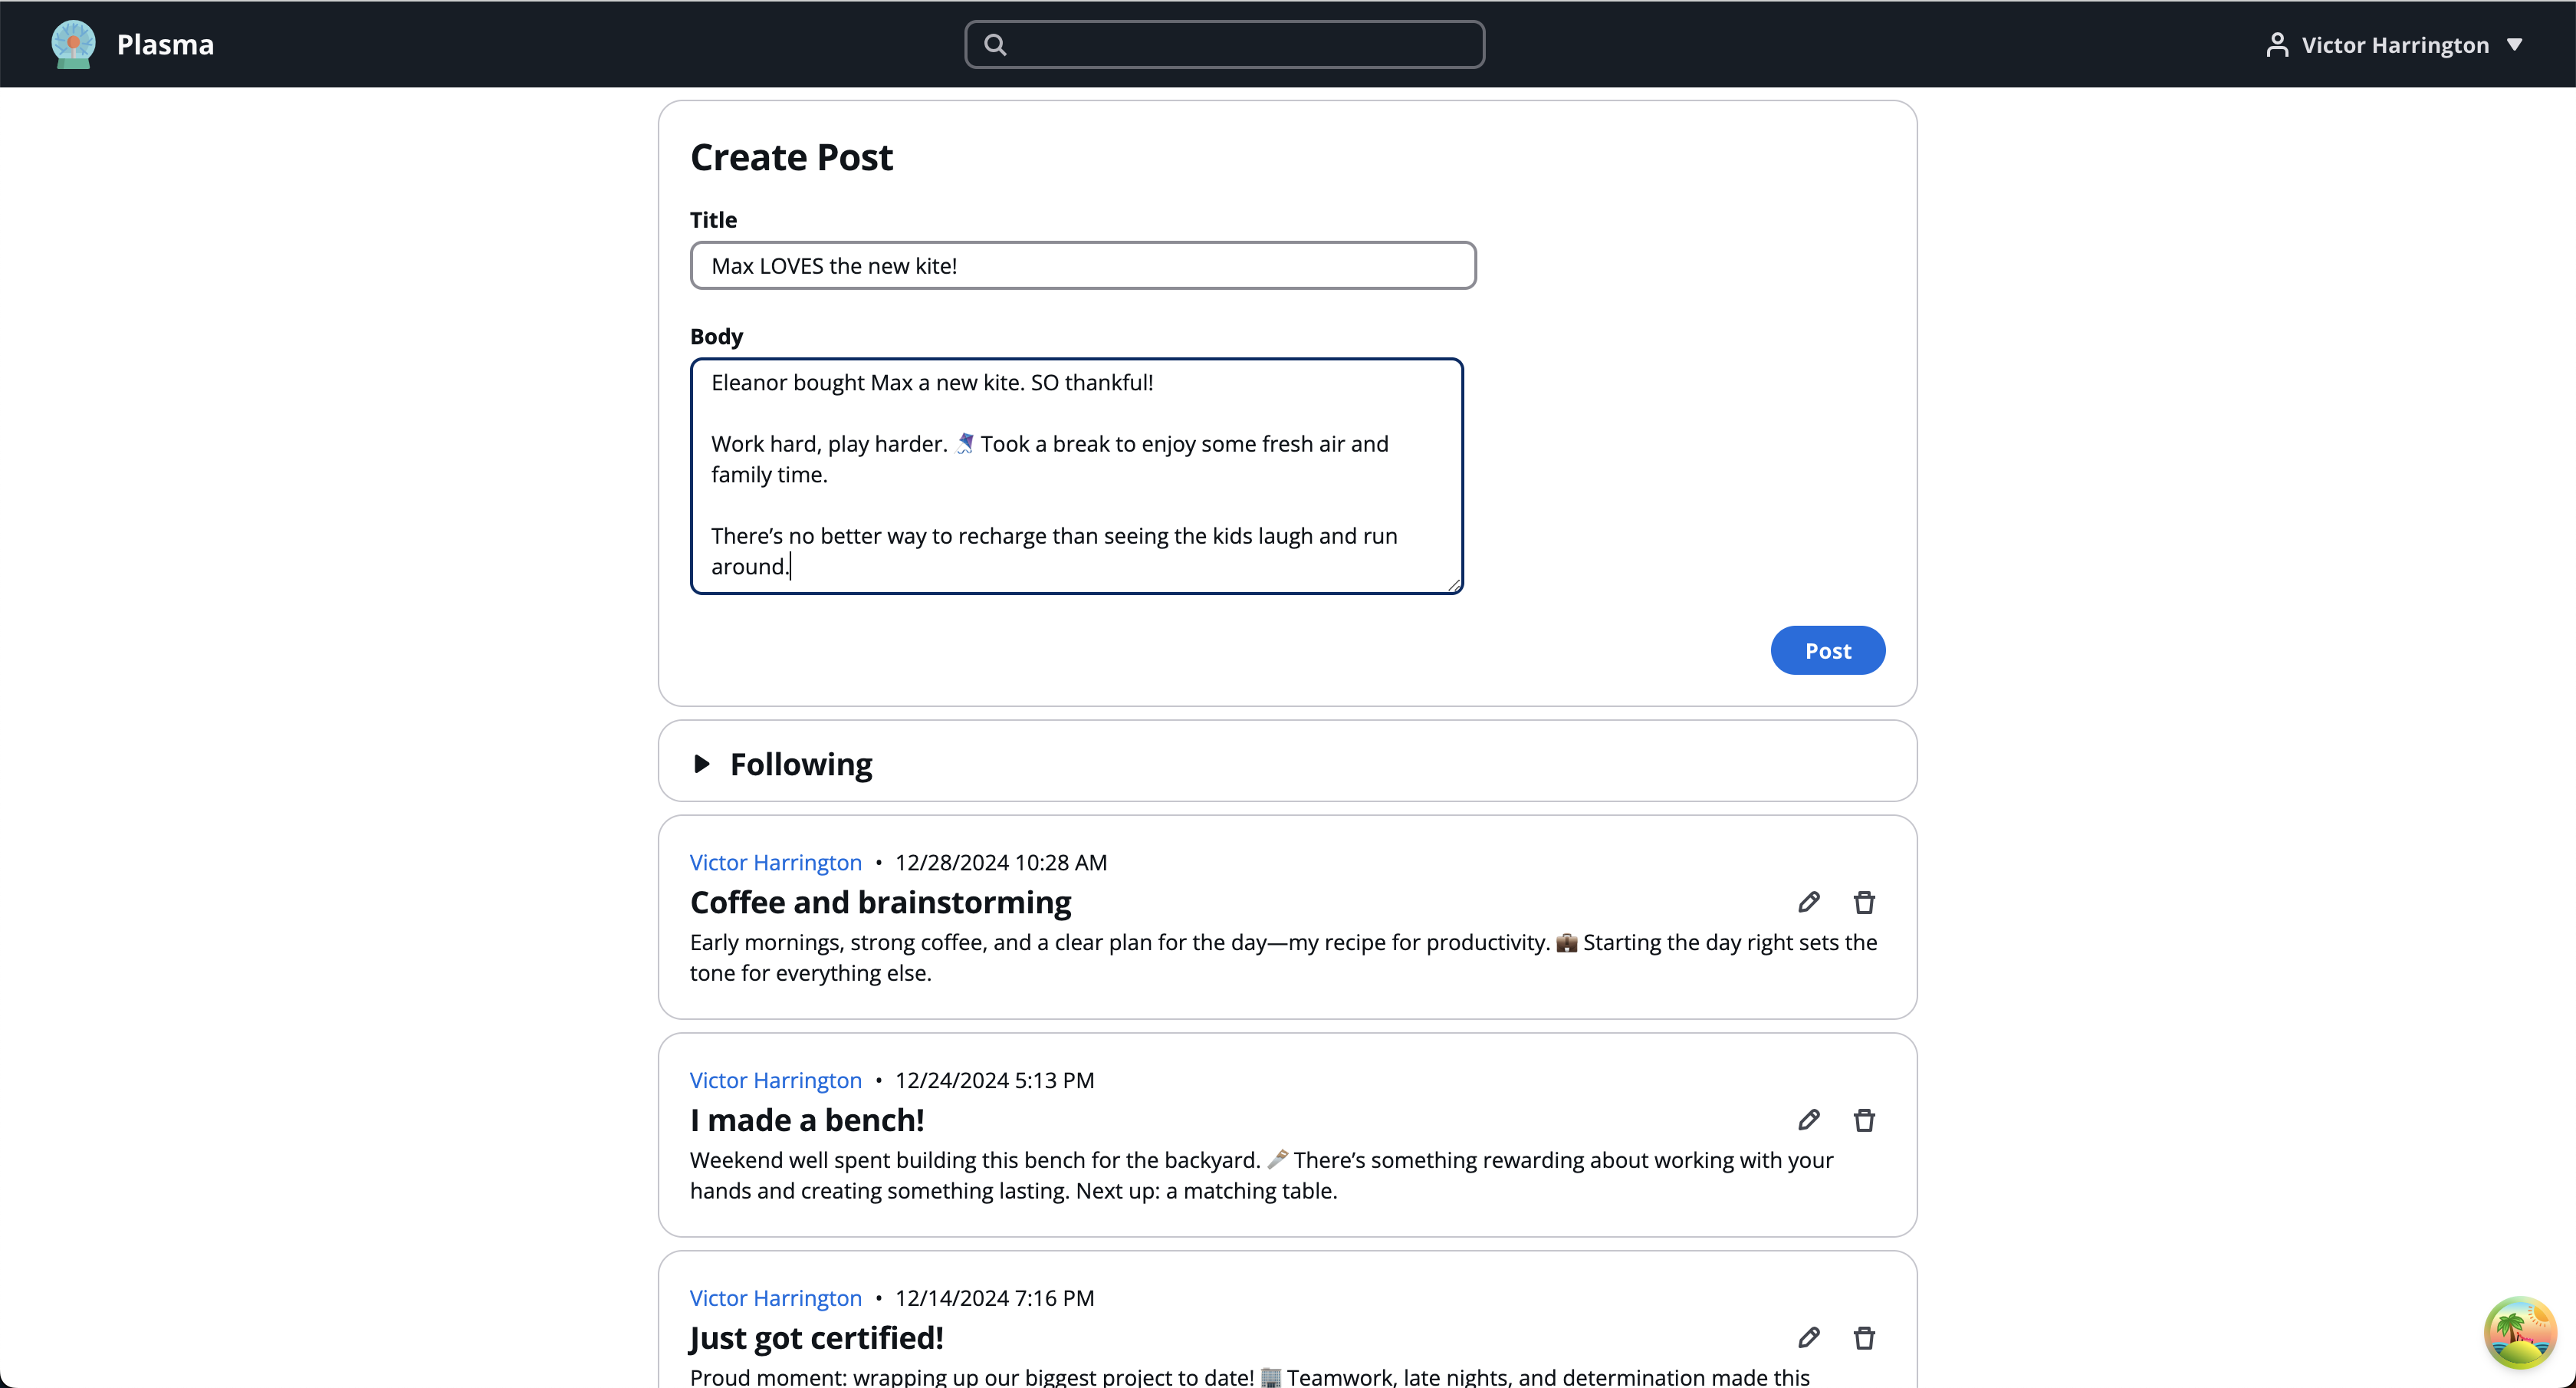 Plasma
Victor Harrington ▼
Create Post
Title
Max LOVES the new kite!
Body
Eleanor bought Max a new kite. SO thankful!
Work hard, play harder. 🪁 Took a break to enjoy some fresh air and
family time.
There’s no better way to recharge than seeing the kids laugh and run
around.
Post
Following
Victor Harrington • 12/28/2024 10:28 AM
Coffee and brainstorming
Early mornings, strong coffee, and a clear plan for the day—my recipe for productivity. 💼 Starting the day right sets the
tone for everything else.
Victor Harrington • 12/24/2024 5:13 PM
I made a bench!
Weekend well spent building this bench for the backyard. 🪚 There’s something rewarding about working with your
hands and creating something lasting. Next up: a matching table.
Victor Harrington • 12/14/2024 7:16 PM
Just got certified!
Proud moment: wrapping up our biggest project to date! 🏢 Teamwork, late nights, and determination made this